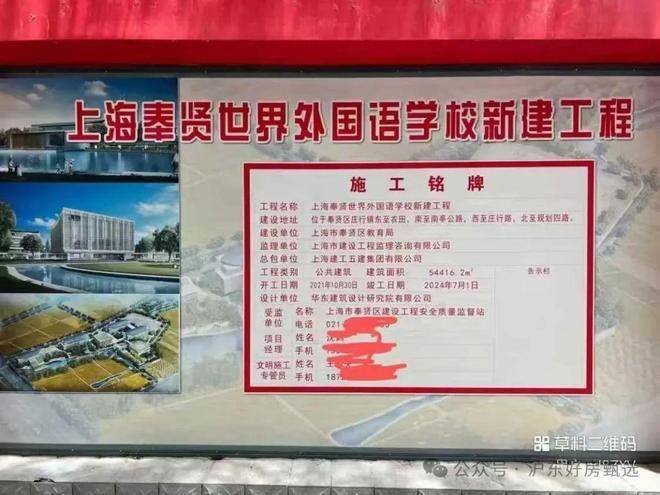 上海奉贤世界外国语学校新建工程
施工铭牌
工程名称 上海奉贤世界外国语学校新建工程
建设地址 位于奉贤区庄行镇东至农田,南至南亭公路,西至庄行路,北至规划四路。
建设单位 上海市奉贤区教育局
监理单位 上海市建设工程监理咨询有限公司
总包单位 上海建工五建集团有限公司
工程类别 公共建筑 建筑面积 54416.2㎡ 告示栏
开工日期 2021年10月30日 竣工日期 2024年7月1日
设计单位 华东建筑设计研究院有限公司
受监单位 名称 上海市奉贤区建设工程安全质量监督站
电话 021
项目经理 姓名 沈
手机
文明施工专管员 姓名 王
手机 187
草料二维码
公众号·沪东好房甄选